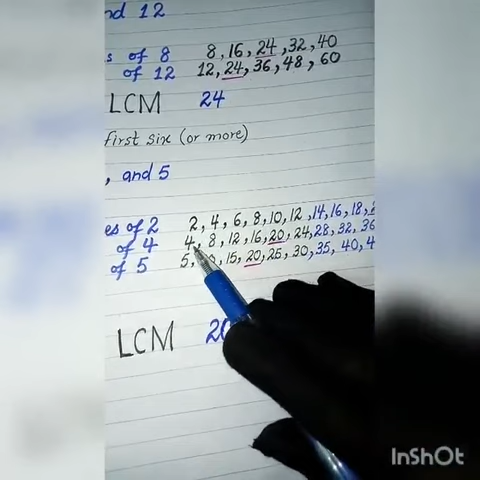 nd 12
s of 8 8, 16, 24, 32, 40
of 12 12, 24, 36, 48, 60
LCM 24
first six (or more)
, and 5
es of 2 2, 4, 6, 8, 10, 12, 14, 16, 18,
of 4 4, 8, 12, 16, 20, 24, 28, 32, 36
of 5 5, 15, 20, 25, 30, 35, 40, 4
LCM 20
InShOt